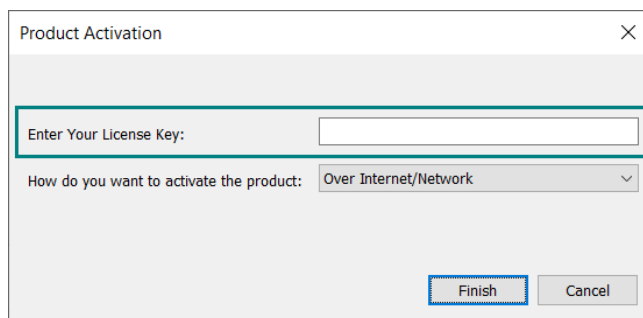 Product Activation
Enter Your License Key:
How do you want to activate the product: Over Internet/Network
Finish Cancel